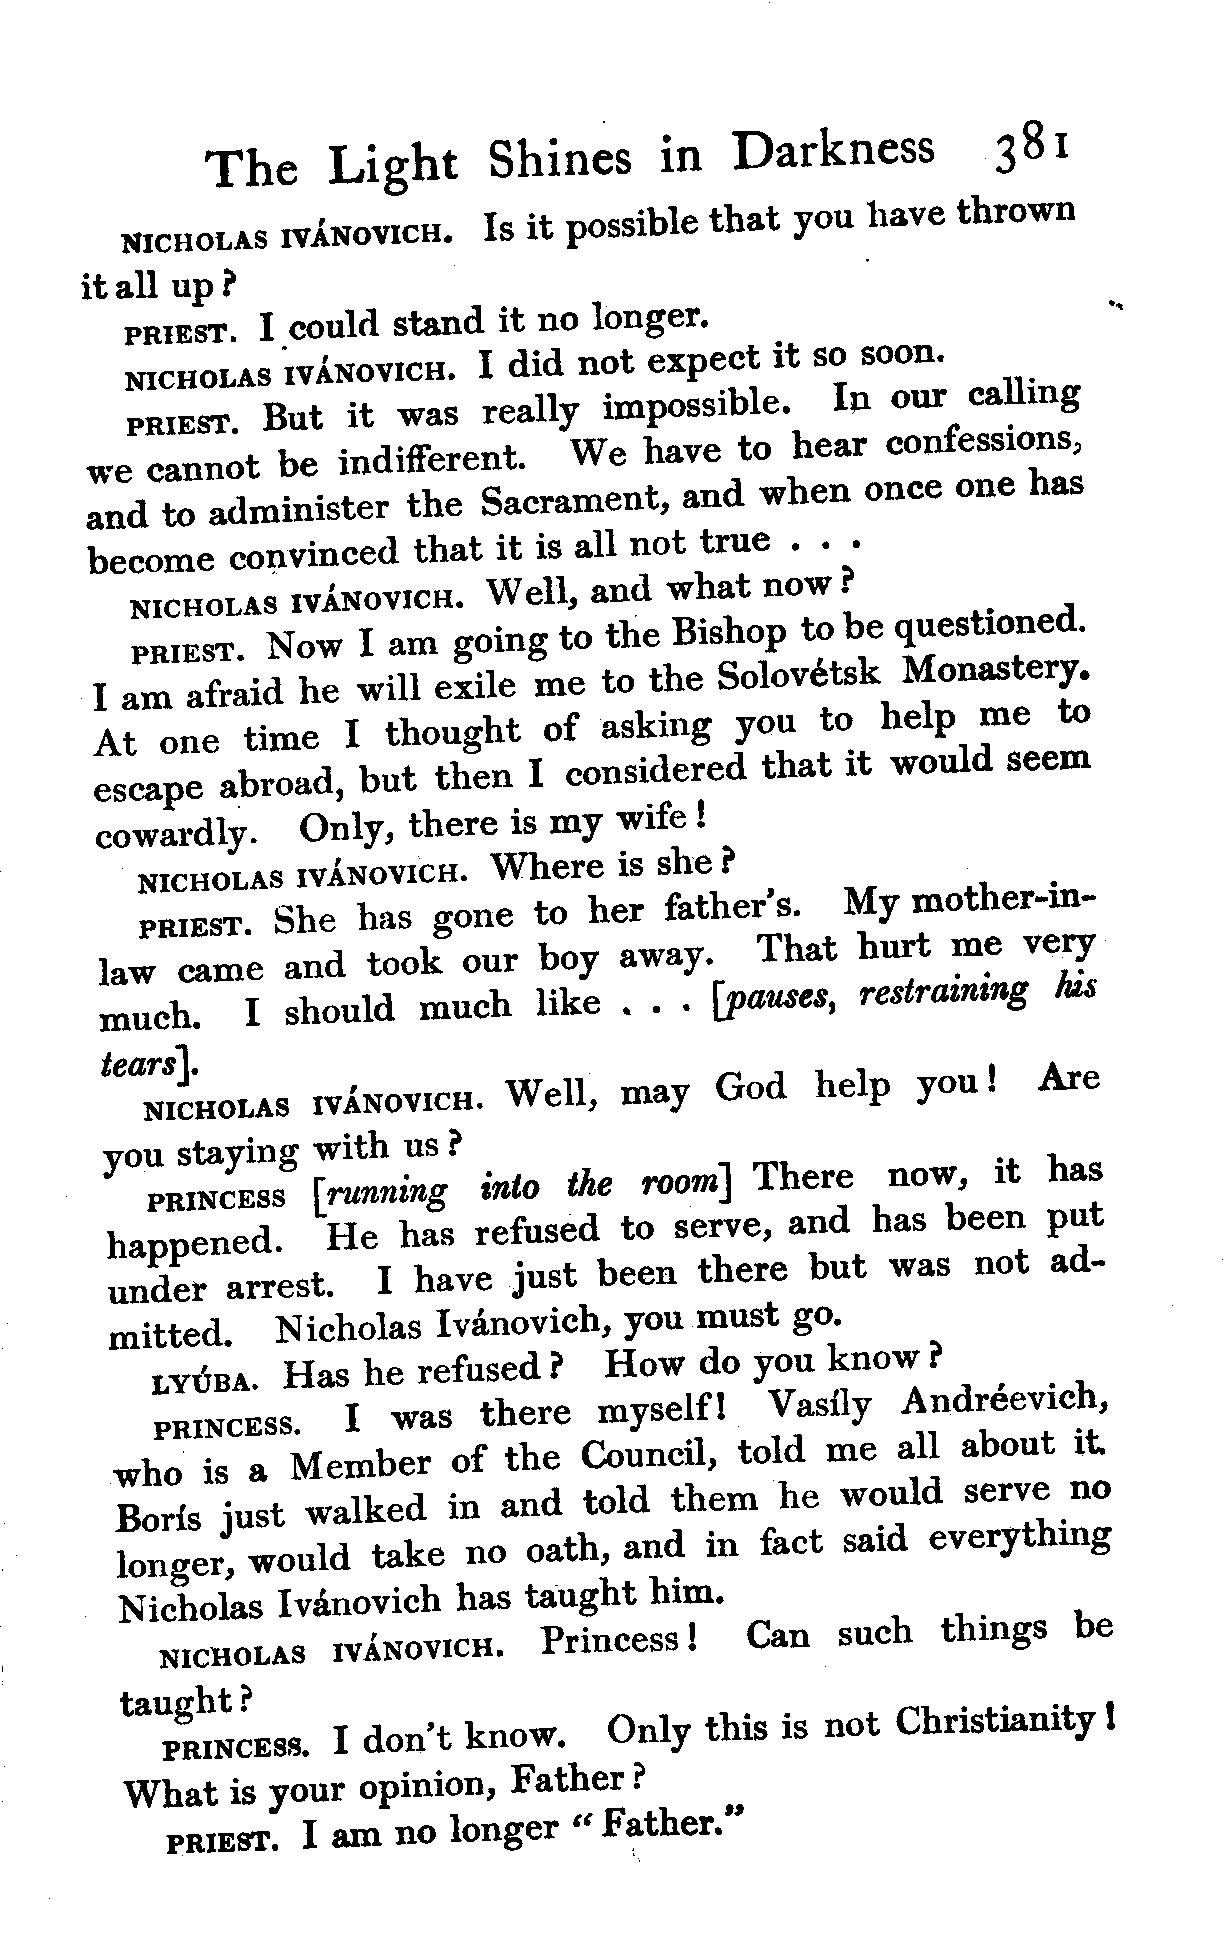 The Light Shines in Darkness 381
NICHOLAS IVÁNOVICH. Is it possible that you have thrown
it all up?
PRIEST. I could stand it no longer.
NICHOLAS IVÁNOVICH. I did not expect it so soon.
PRIEST. But it was really impossible. In our calling
we cannot be indifferent. We have to hear confessions,
and to administer the Sacrament, and when once one has
become convinced that it is all not true . . .
NICHOLAS IVÁNOVICH. Well, and what now?
PRIEST. Now I am going to the Bishop to be questioned.
I am afraid he will exile me to the Solovétsk Monastery.
At one time I thought of asking you to help me to
escape abroad, but then I considered that it would seem
cowardly. Only, there is my wife!
NICHOLAS IVÁNOVICH. Where is she?
PRIEST. She has gone to her father's. My mother-in-
law came and took our boy away. That hurt me very
much. I should much like . . . [pauses, restraining his
tears].
NICHOLAS IVÁNOVICH. Well, may God help you! Are
you staying with us?
PRINCESS [running into the room] There now, it has
happened. He has refused to serve, and has been put
under arrest. I have just been there but was not ad-
mitted. Nicholas Ivánovich, you must go.
LYÚBA. Has he refused? How do you know?
PRINCESS. I was there myself! Vasíly Andréevich,
who is a Member of the Council, told me all about it.
Borís just walked in and told them he would serve no
longer, would take no oath, and in fact said everything
Nicholas Ivánovich has taught him.
NICHOLAS IVÁNOVICH. Princess! Can such things be
taught?
PRINCESS. I don't know. Only this is not Christianity!
What is your opinion, Father?
PRIEST. I am no longer "Father."